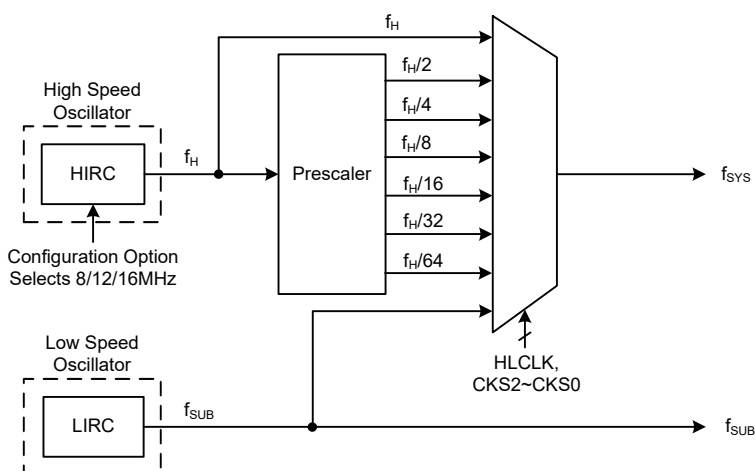 f_H
High Speed
Oscillator
HIRC
f_H
Configuration Option
Selects 8/12/16MHz
Prescaler
f_H/2
f_H/4
f_H/8
f_H/16
f_H/32
f_H/64
f_SYS
HLCLK,
CKS2~CKS0
Low Speed
Oscillator
LIRC
f_SUB
f_SUB